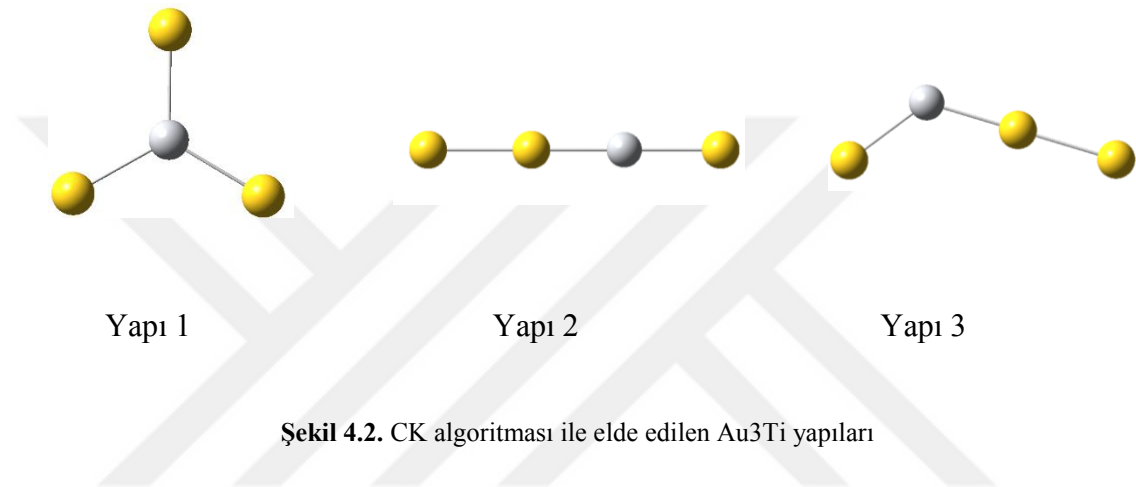 Yapı 1 Yapı 2 Yapı 3
Şekil 4.2. CK algoritması ile elde edilen Au3Ti yapıları